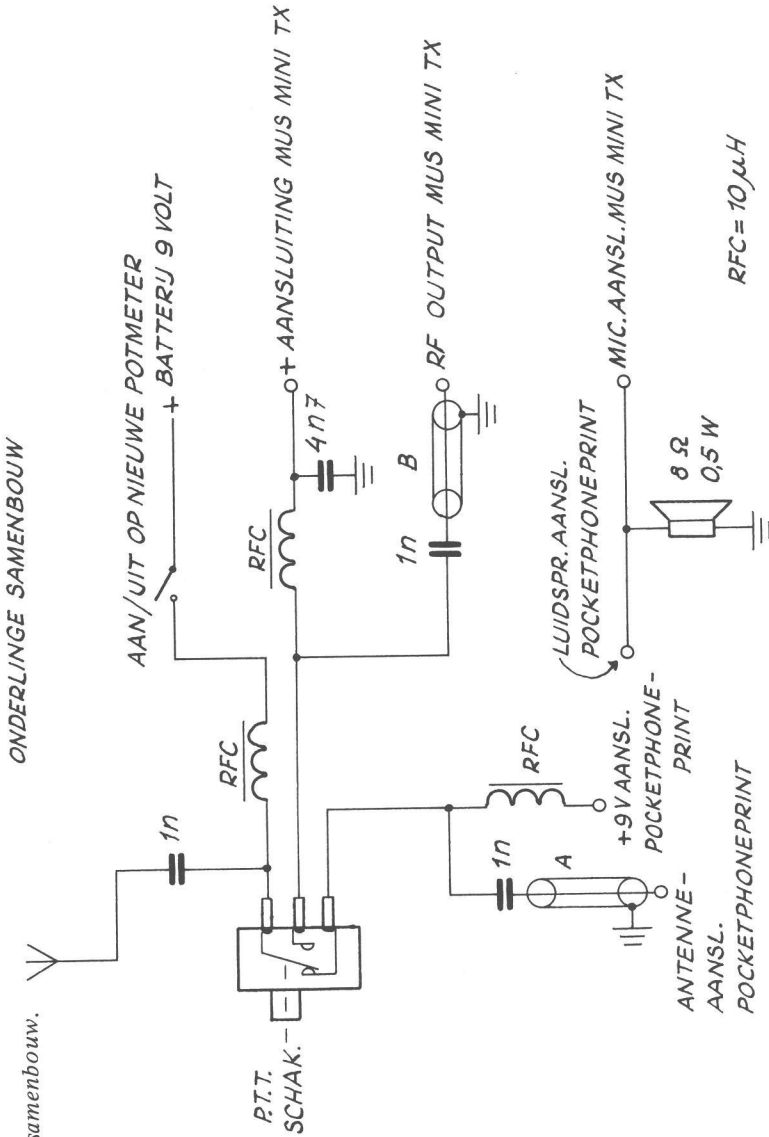 ONDERLINGE SAMENBOUW
samenbouw.
1n
AAN/UIT OP NIEUWE POTMETER
+ BATTERIJ 9 VOLT
RFC
P.T.T.
SCHAK.
RFC
+ AANSLUITING MUS MINI TX
4n7
1n
B
RF OUTPUT MUS MINI TX
RFC
+9V AANSL.
POCKETPHONE-
PRINT
1n
A
ANTENNE-
AANSL.
POCKETPHONEPRINT
LUIDSPR. AANSL.
POCKETPHONEPRINT
MIC. AANSL. MUS MINI TX
8 Ω
0,5 W
RFC = 10 μH